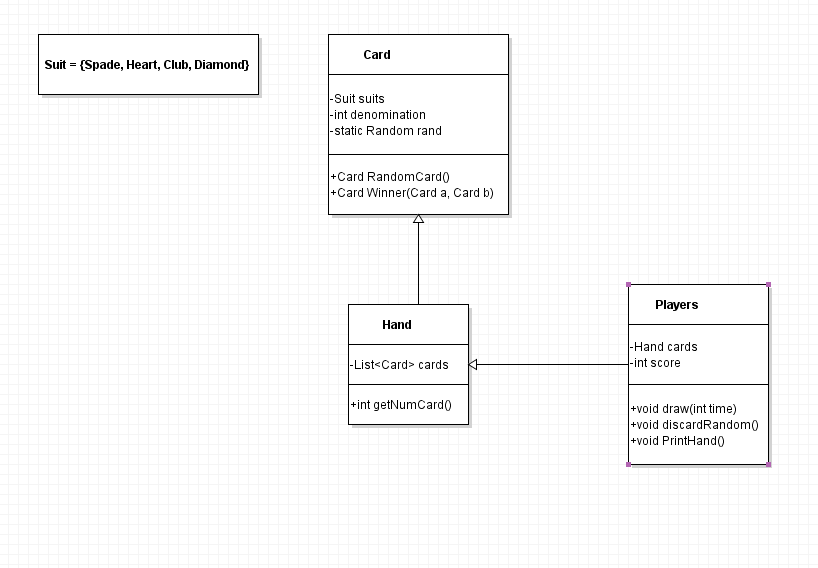 Suit = {Spade, Heart, Club, Diamond}
Card
-Suit suits
-int denomination
-static Random rand
+Card RandomCard()
+Card Winner(Card a, Card b)
Hand
-List<Card> cards
+int getNumCard()
Players
-Hand cards
-int score
+void draw(int time)
+void discardRandom()
+void PrintHand()